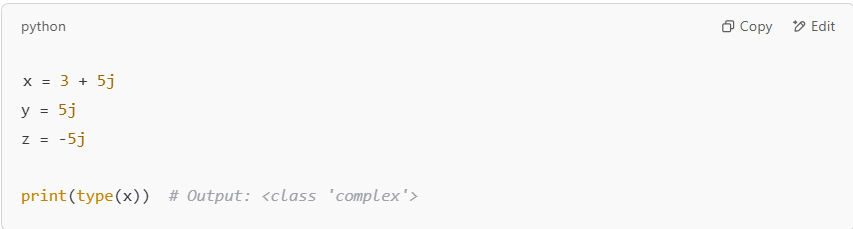 python Copy Edit
x = 3 + 5j
y = 5j
z = -5j
print(type(x))  # Output: <class 'complex'>